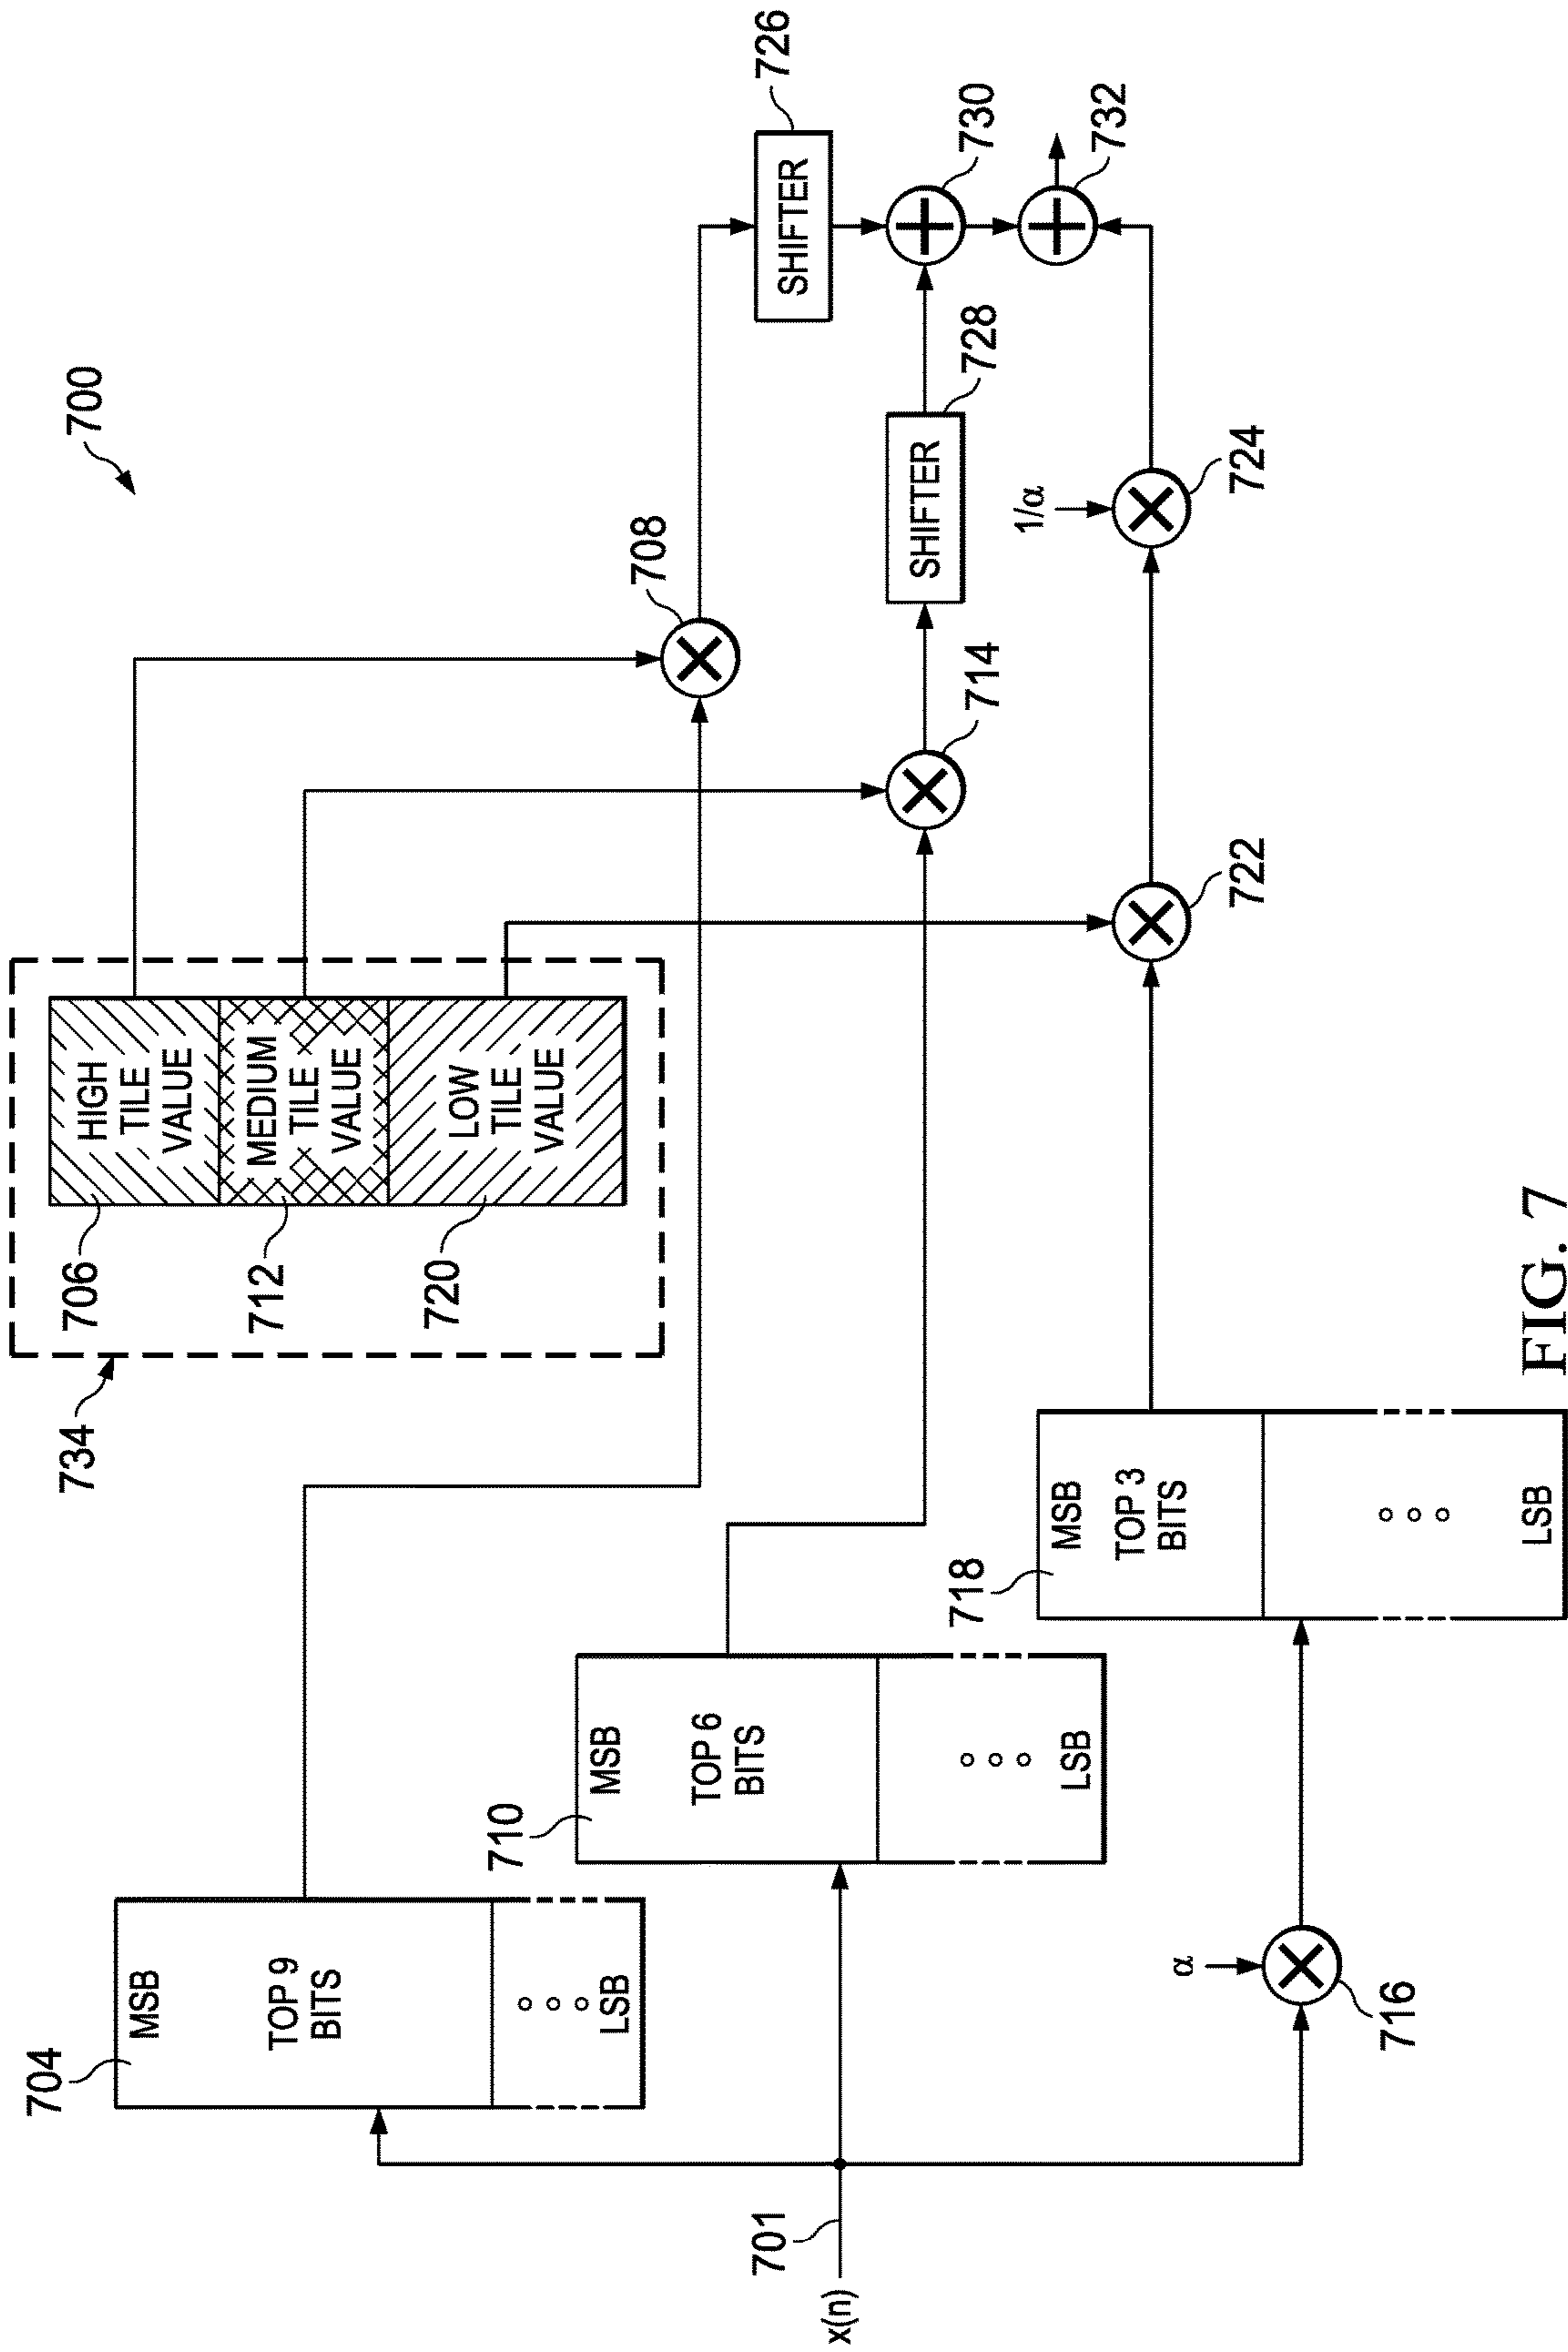 700
734
706
HIGH
TILE
VALUE
712
MEDIUM
TILE
VALUE
720
LOW
TILE
VALUE
704
MSB
TOP 9
BITS
LSB
708
726
SHIFTER
710
MSB
TOP 6
BITS
LSB
714
SHIFTER
728
730
x(n)
701
732
718
MSB
TOP 3
BITS
LSB
722
1/α
724
α
716
FIG. 7